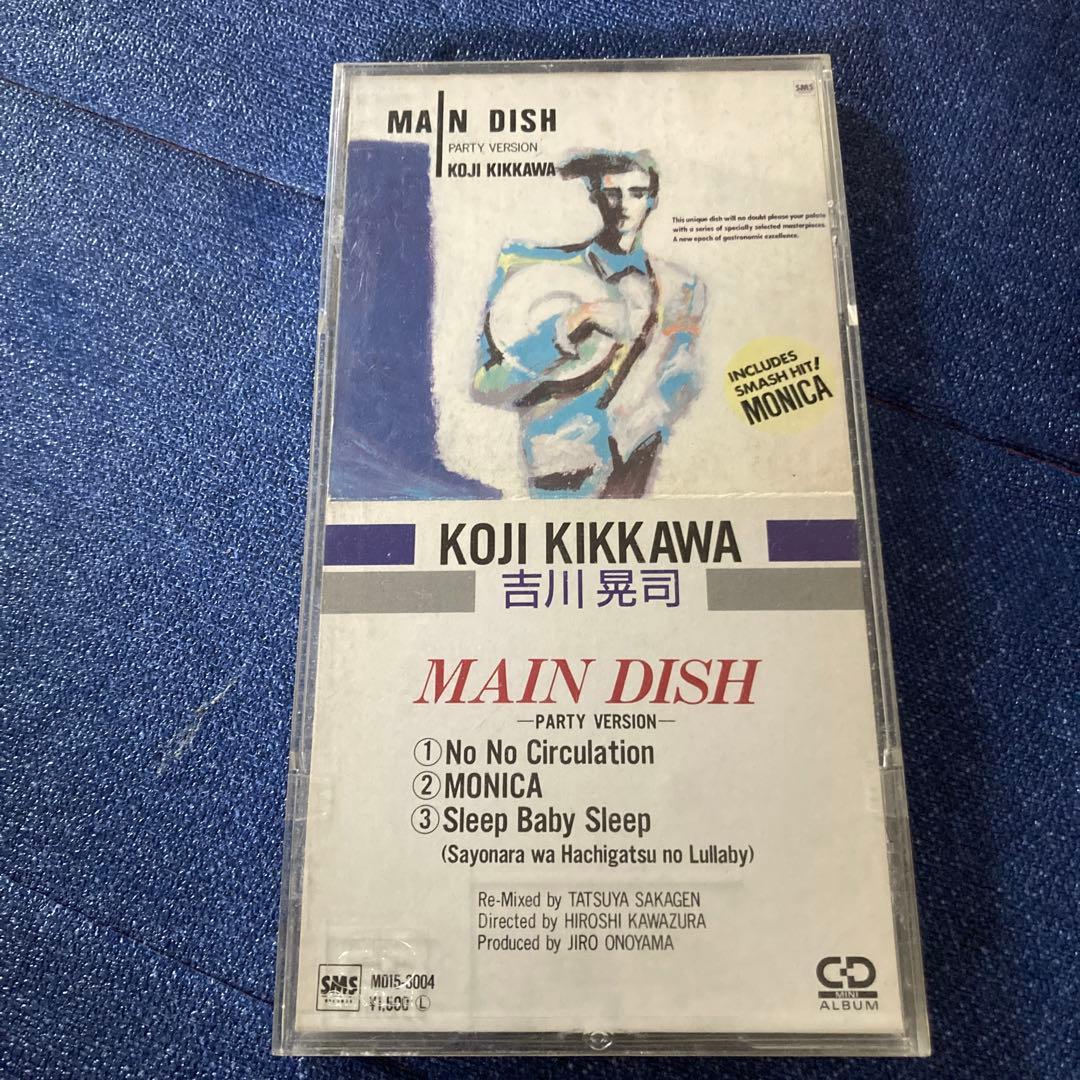 SMS
MAIN DISH
PARTY VERSION
KOJI KIKKAWA
This unique dish will no doubt please your palate
with a series of specially selected masterpieces.
A new epoch of gastronomic excellence.
INCLUDES
SMASH HIT!
MONICA
KOJI KIKKAWA
吉川 晃司
MAIN DISH
—PARTY VERSION—
①No No Circulation
②MONICA
③Sleep Baby Sleep
(Sayonara wa Hachigatsu no Lullaby)
Re-Mixed by TATSUYA SAKAGEN
Directed by HIROSHI KAWAZURA
Produced by JIRO ONOYAMA
SMS
RECORDS
MD15-3004
¥1,500 Ⓛ
CD
MINI
ALBUM